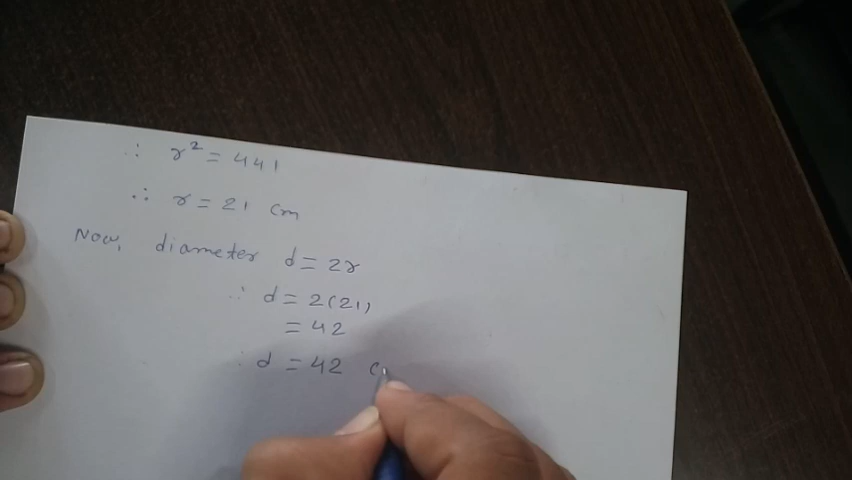 ∴ r² = 441
∴ r = 21 cm
Now, diameter d = 2r
∴ d = 2(21)
= 42
∴ d = 42 c